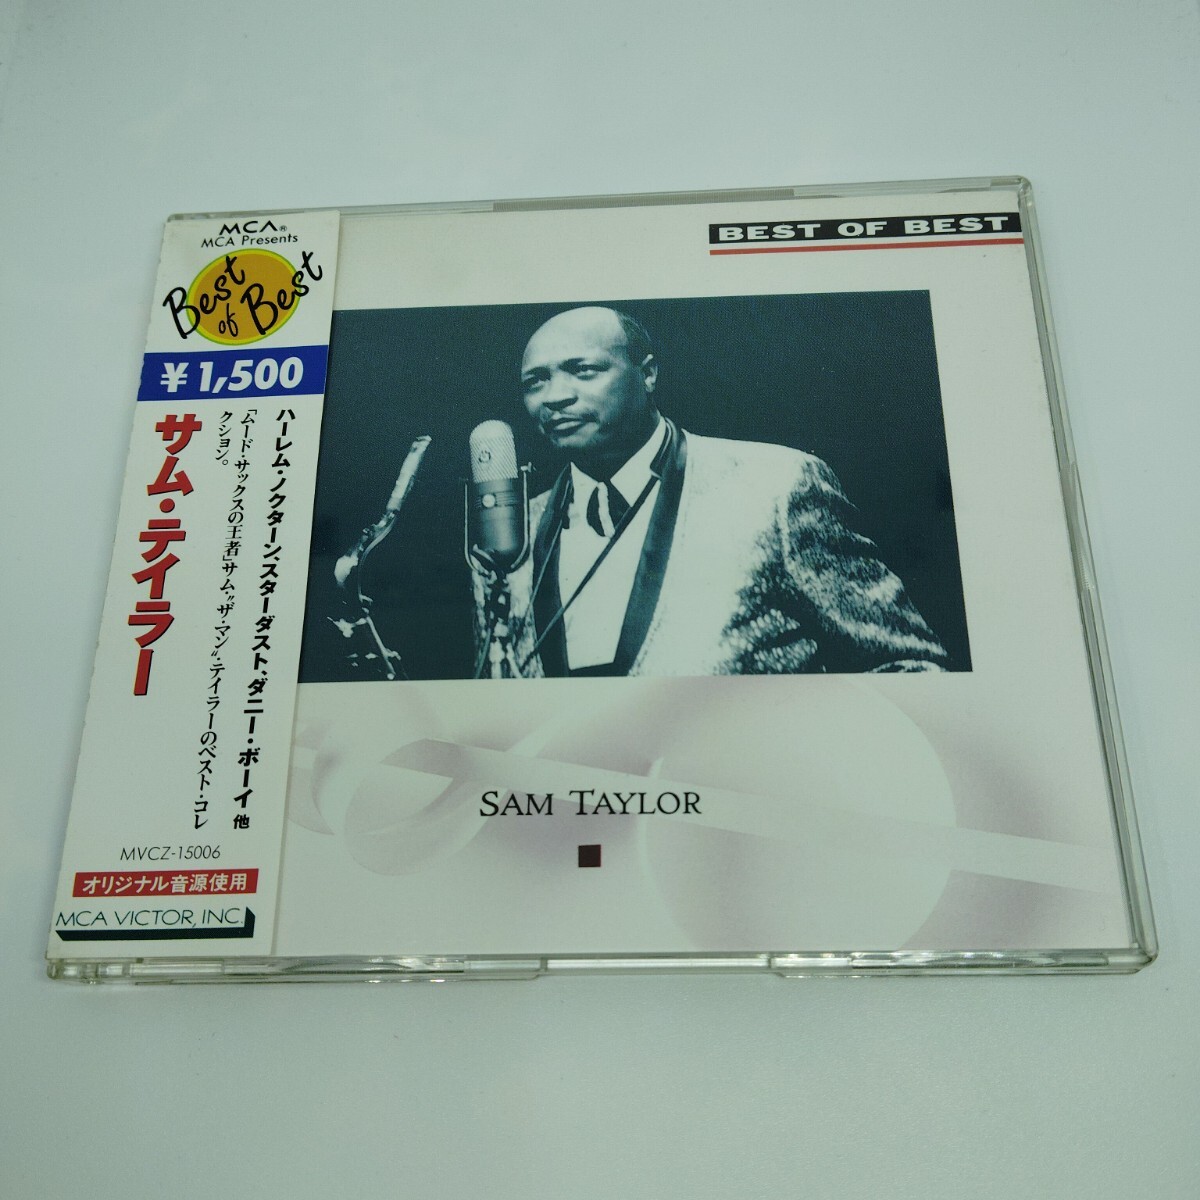 MCA®
MCA Presents
Best
of Best
¥1,500
サム・テイラー
ハーレム・ノクターン、スターダスト、ダニー・ボーイ 他
「ムード・サックスの王者」サム・"ザ・マン"・テイラーのベスト・コレ
クション。
MVCZ-15006
オリジナル音源使用
MCA VICTOR, INC.
BEST OF BEST
SAM TAYLOR